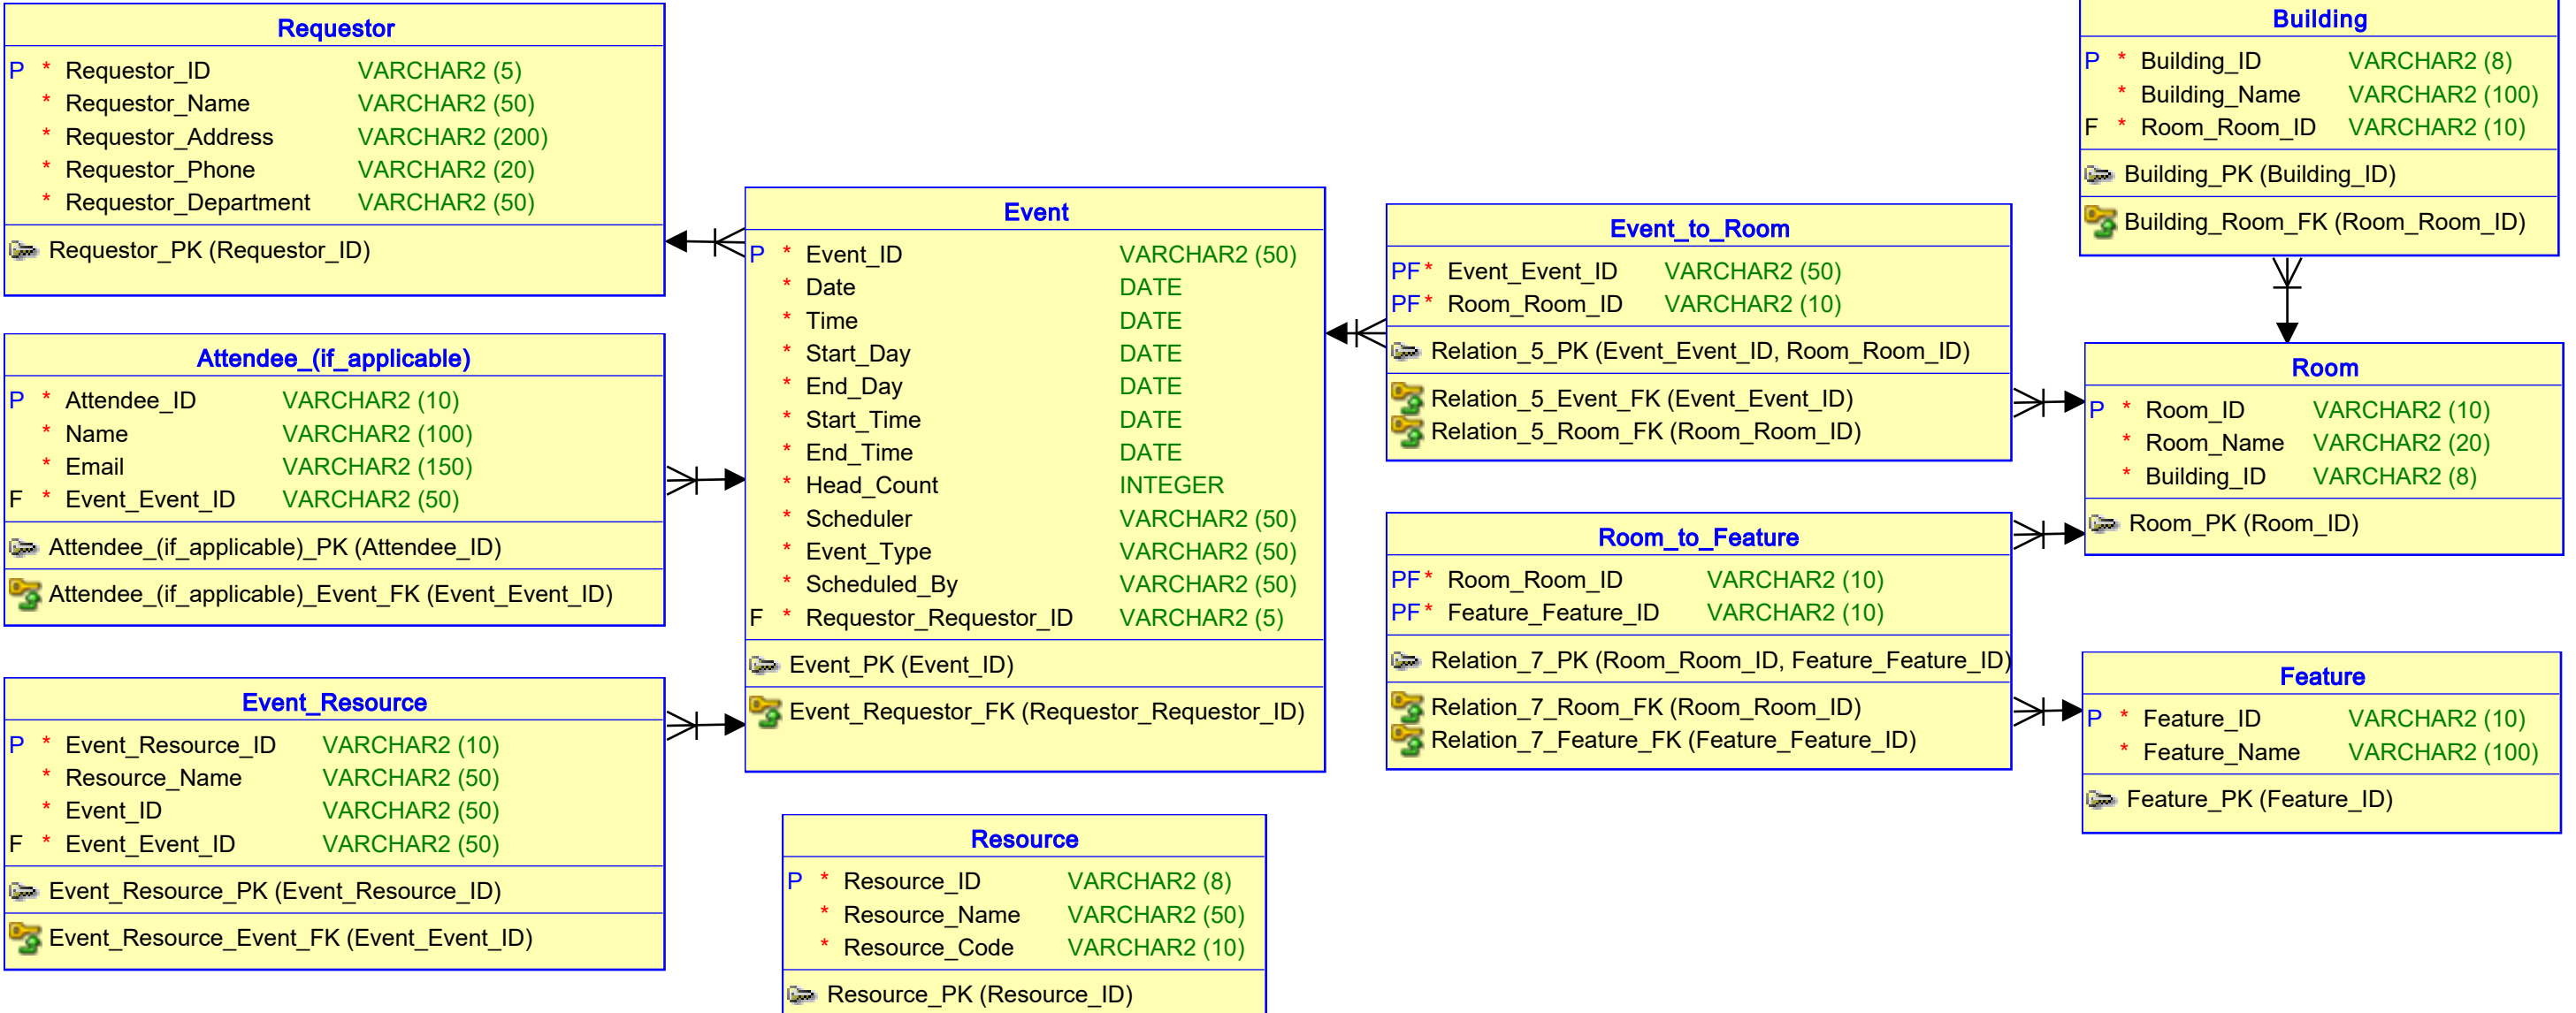 Requestor
P * Requestor_ID VARCHAR2 (5)
* Requestor_Name VARCHAR2 (50)
* Requestor_Address VARCHAR2 (200)
* Requestor_Phone VARCHAR2 (20)
* Requestor_Department VARCHAR2 (50)
Requestor_PK (Requestor_ID)
Attendee_(if_applicable)
P * Attendee_ID VARCHAR2 (10)
* Name VARCHAR2 (100)
* Email VARCHAR2 (150)
F * Event_Event_ID VARCHAR2 (50)
Attendee_(if_applicable)_PK (Attendee_ID)
Attendee_(if_applicable)_Event_FK (Event_Event_ID)
Event_Resource
P * Event_Resource_ID VARCHAR2 (10)
* Resource_Name VARCHAR2 (50)
* Event_ID VARCHAR2 (50)
F * Event_Event_ID VARCHAR2 (50)
Event_Resource_PK (Event_Resource_ID)
Event_Resource_Event_FK (Event_Event_ID)
Event
P * Event_ID VARCHAR2 (50)
* Date DATE
* Time DATE
* Start_Day DATE
* End_Day DATE
* Start_Time DATE
* End_Time DATE
* Head_Count INTEGER
* Scheduler VARCHAR2 (50)
* Event_Type VARCHAR2 (50)
* Scheduled_By VARCHAR2 (50)
F * Requestor_Requestor_ID VARCHAR2 (5)
Event_PK (Event_ID)
Event_Requestor_FK (Requestor_Requestor_ID)
Resource
P * Resource_ID VARCHAR2 (8)
* Resource_Name VARCHAR2 (50)
* Resource_Code VARCHAR2 (10)
Resource_PK (Resource_ID)
Event_to_Room
PF * Event_Event_ID VARCHAR2 (50)
PF * Room_Room_ID VARCHAR2 (10)
Relation_5_PK (Event_Event_ID, Room_Room_ID)
Relation_5_Event_FK (Event_Event_ID)
Relation_5_Room_FK (Room_Room_ID)
Room_to_Feature
PF * Room_Room_ID VARCHAR2 (10)
PF * Feature_Feature_ID VARCHAR2 (10)
Relation_7_PK (Room_Room_ID, Feature_Feature_ID)
Relation_7_Room_FK (Room_Room_ID)
Relation_7_Feature_FK (Feature_Feature_ID)
Building
P * Building_ID VARCHAR2 (8)
* Building_Name VARCHAR2 (100)
F * Room_Room_ID VARCHAR2 (10)
Building_PK (Building_ID)
Building_Room_FK (Room_Room_ID)
Room
P * Room_ID VARCHAR2 (10)
* Room_Name VARCHAR2 (20)
* Building_ID VARCHAR2 (8)
Room_PK (Room_ID)
Feature
P * Feature_ID VARCHAR2 (10)
* Feature_Name VARCHAR2 (100)
Feature_PK (Feature_ID)